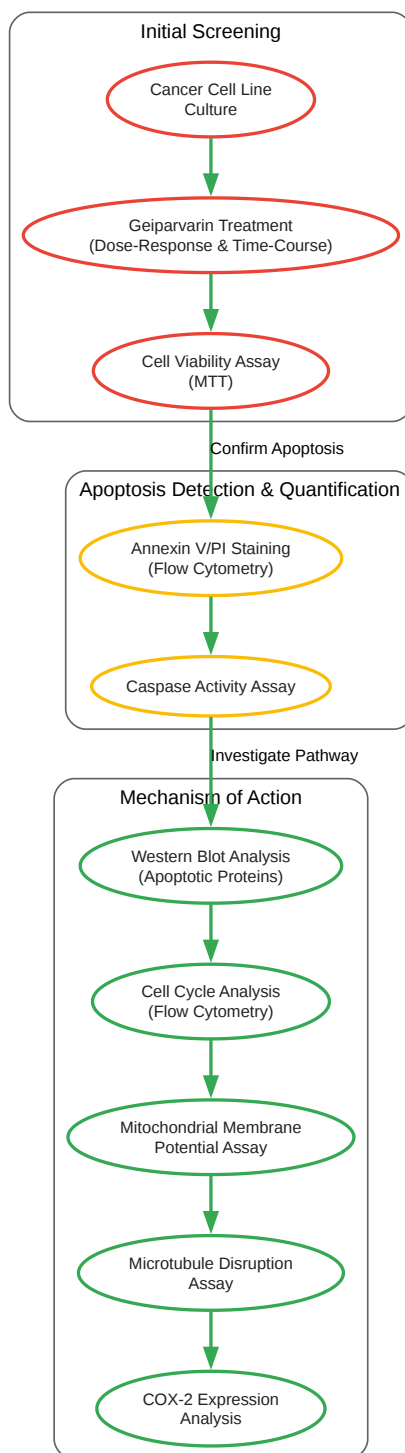 Initial Screening
Cancer Cell Line
Culture
Geiparvarin Treatment
(Dose-Response & Time-Course)
Cell Viability Assay
(MTT)
Confirm Apoptosis
Apoptosis Detection & Quantification
Annexin V/PI Staining
(Flow Cytometry)
Caspase Activity Assay
Investigate Pathway
Mechanism of Action
Western Blot Analysis
(Apoptotic Proteins)
Cell Cycle Analysis
(Flow Cytometry)
Mitochondrial Membrane
Potential Assay
Microtubule Disruption
Assay
COX-2 Expression
Analysis